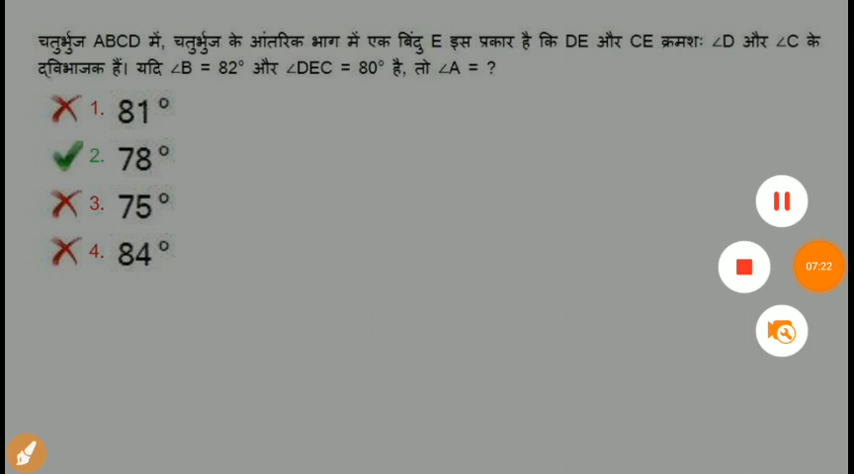 चतुर्भुज ABCD में, चतुर्भुज के आंतरिक भाग में एक बिंदु E इस प्रकार है कि DE और CE क्रमशः ∠D और ∠C के
द्विभाजक हैं। यदि ∠B = 82° और ∠DEC = 80° है, तो ∠A = ?
1. 81°
2. 78°
3. 75°
4. 84°
07:22